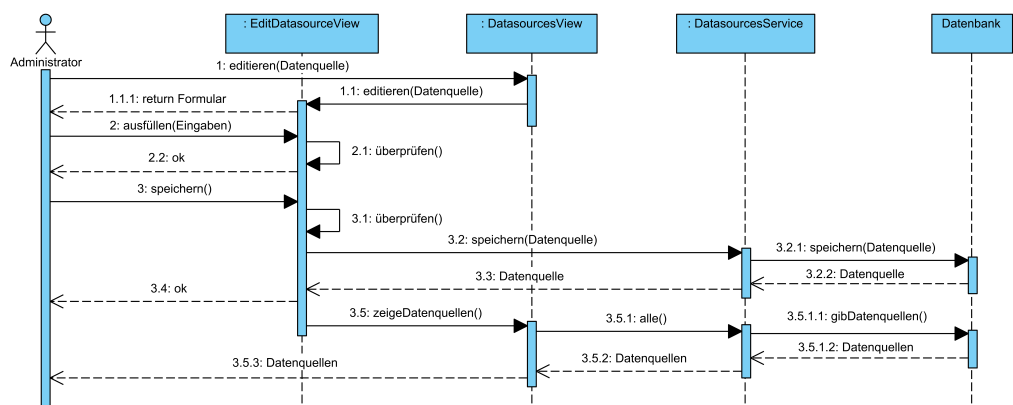 : EditDatasourceView
: DatasourcesView
: DatasourcesService
Datenbank
Administrator
1: editieren(Datenquelle)
1.1: editieren(Datenquelle)
1.1.1: return Formular
2: ausfüllen(Eingaben)
2.1: überprüfen()
2.2: ok
3: speichern()
3.1: überprüfen()
3.2: speichern(Datenquelle)
3.2.1: speichern(Datenquelle)
3.2.2: Datenquelle
3.3: Datenquelle
3.4: ok
3.5: zeigeDatenquellen()
3.5.1: alle()
3.5.1.1: gibDatenquellen()
3.5.1.2: Datenquellen
3.5.2: Datenquellen
3.5.3: Datenquellen